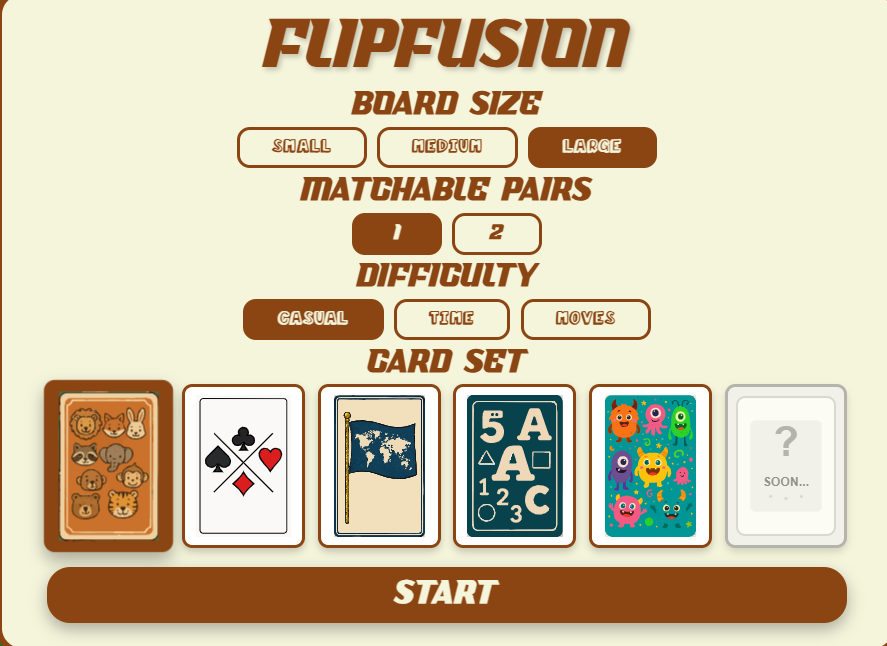 FLIPFUSION
BOARD SIZE
SMALL MEDIUM LARGE
MATCHABLE PAIRS
1 2
DIFFICULTY
CASUAL TIME MOVES
CARD SET
5 A
A
1 2 3 C
?
SOON...
START